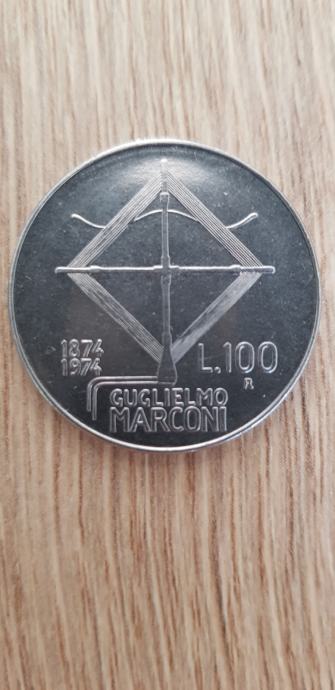 1874
1974
L.100
R
GUGLIELMO
MARCONI